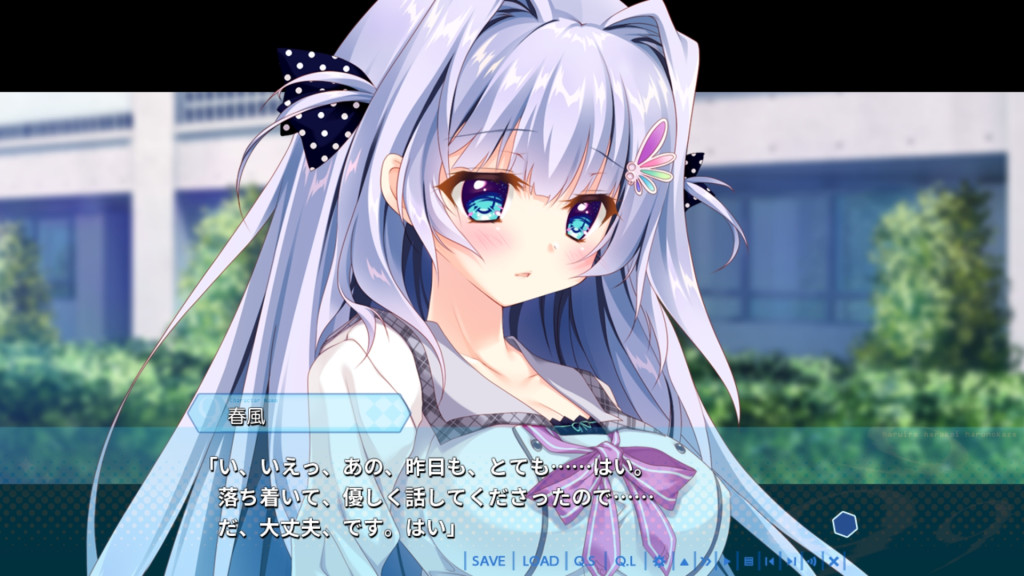 春風
「い、いえっ、あの、昨日も、とても……はい。
落ち着いて、優しく話してくださったので……
だ、大丈夫、です。はい」
SAVE LOAD Q.S Q.L